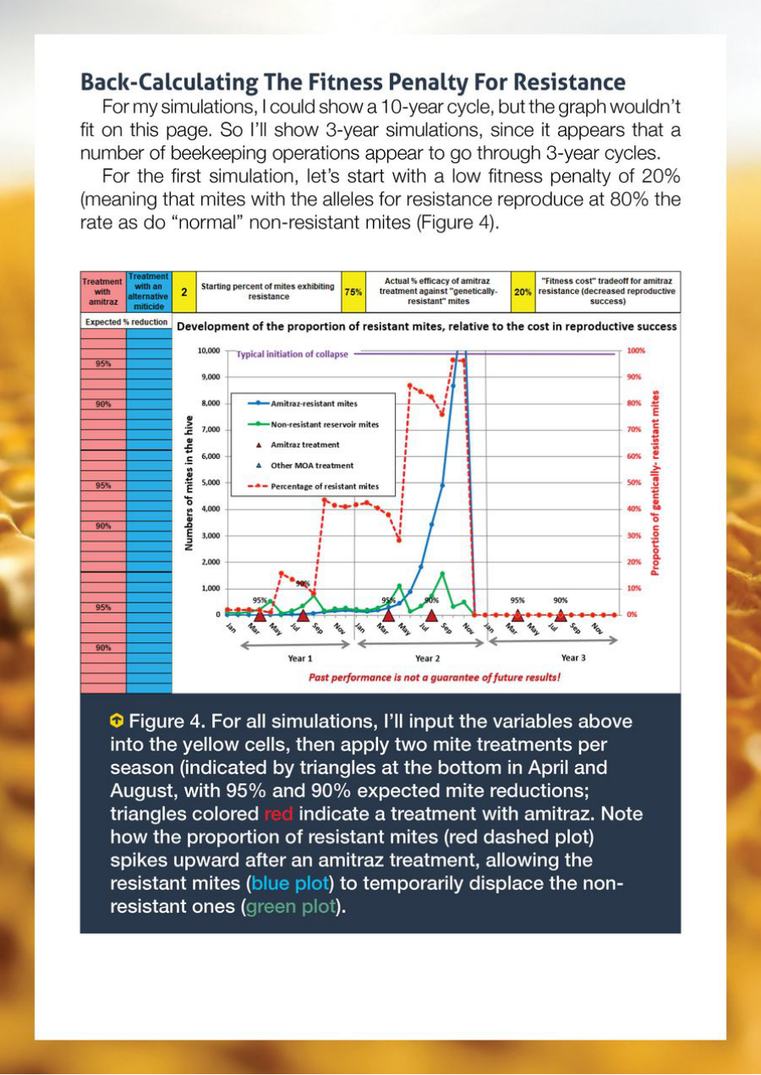 Back-Calculating The Fitness Penalty For Resistance
For my simulations, I could show a 10-year cycle, but the graph wouldn't
fit on this page. So I'll show 3-year simulations, since it appears that a
number of beekeeping operations appear to go through 3-year cycles.
For the first simulation, let's start with a low fitness penalty of 20%
(meaning that mites with the alleles for resistance reproduce at 80% the
rate as do "normal" non-resistant mites (Figure 4).
Treatment
with
amitraz
Treatment
with an
alternative
miticide
2
Starting percent of mites exhibiting
resistance
75%
Actual % efficacy of amitraz
treatment against "genetically-
resistant" mites
20%
"Fitness cost" tradeoff for amitraz
resistance (decreased reproductive
success)
Expected % reduction
95%
90%
95%
90%
95%
90%
Development of the proportion of resistant mites, relative to the cost in reproductive success
Numbers of mites in the hive
10,000
9,000
8,000
7,000
6,000
5,000
4,000
3,000
2,000
1,000
0
Typical initiation of collapse
Amitraz-resistant mites
Non-resistant reservoir mites
Amitraz treatment
Other MOA treatment
Percentage of resistant mites
95%
90%
95%
90%
95%
90%
100%
90%
80%
70%
60%
50%
40%
30%
20%
10%
0%
Proportion of gentically- resistant mites
Jan
Mar
May
Jul
Sep
Nov
Jan
Mar
May
Jul
Sep
Nov
Jan
Mar
May
Jul
Sep
Nov
Year 1
Year 2
Year 3
Past performance is not a guarantee of future results!
Figure 4. For all simulations, I'll input the variables above
into the yellow cells, then apply two mite treatments per
season (indicated by triangles at the bottom in April and
August, with 95% and 90% expected mite reductions;
triangles colored red indicate a treatment with amitraz. Note
how the proportion of resistant mites (red dashed plot)
spikes upward after an amitraz treatment, allowing the
resistant mites (blue plot) to temporarily displace the non-
resistant ones (green plot).